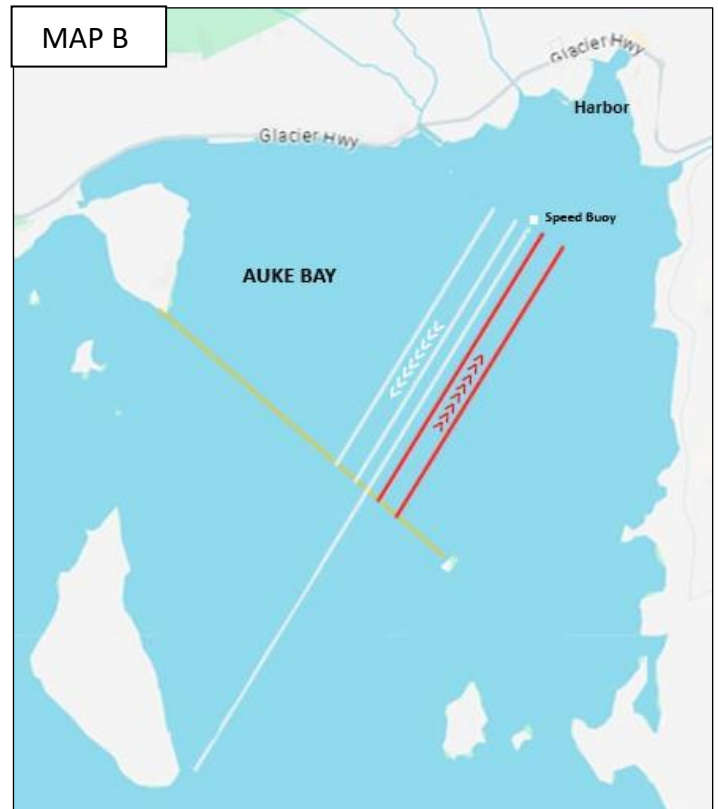 MAP B
Glacier Hwy
Harbor
Glacier Hwy
Speed Buoy
AUKE BAY